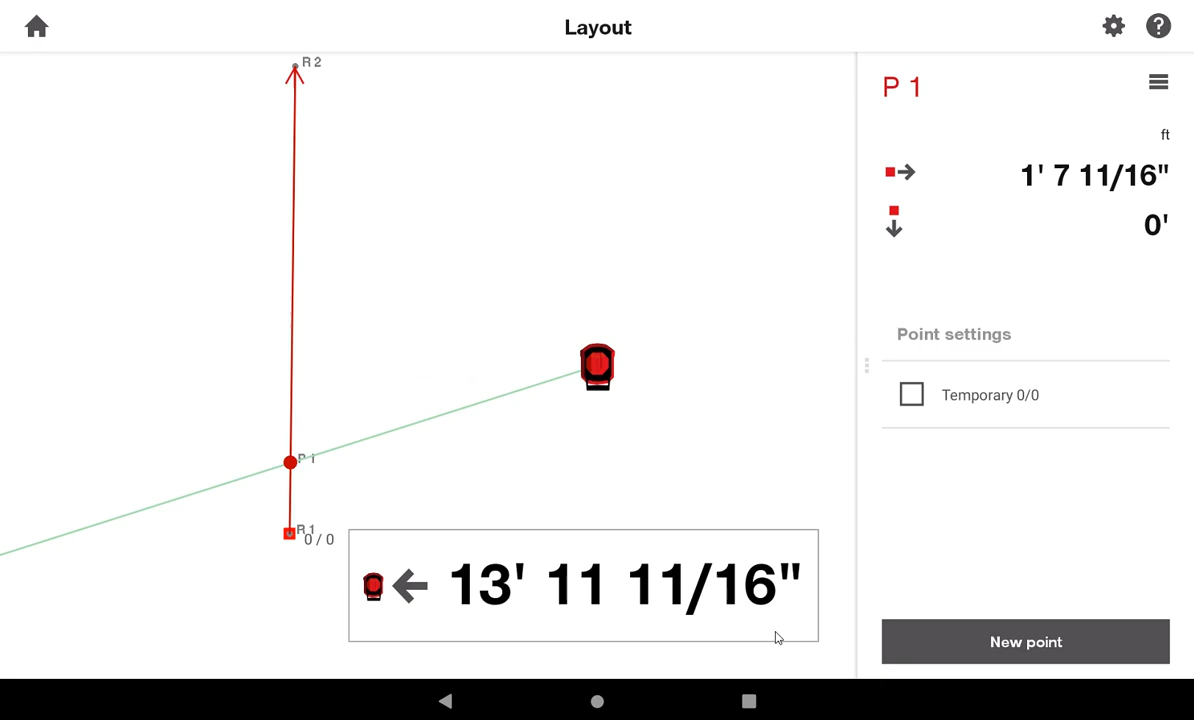 Layout
R 2
P 1
ft
1' 7 11/16"
0'
Point settings
Temporary 0/0
P 1
R 1
0 / 0
13' 11 11/16"
New point